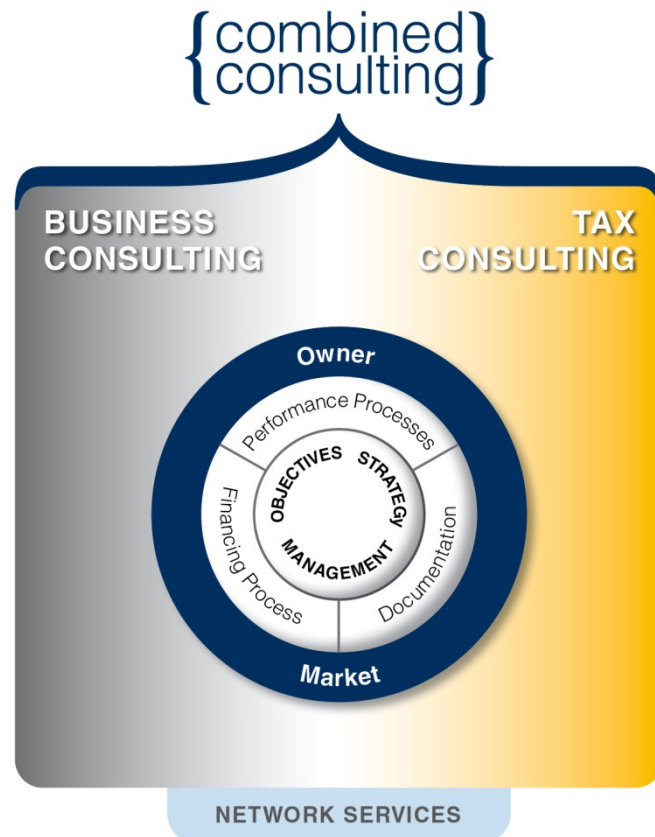 {combined
consulting}
BUSINESS
CONSULTING
TAX
CONSULTING
Owner
Performance Processes
Financing Process
Documentation
OBJECTIVES
STRATEGY
MANAGEMENT
Market
NETWORK SERVICES